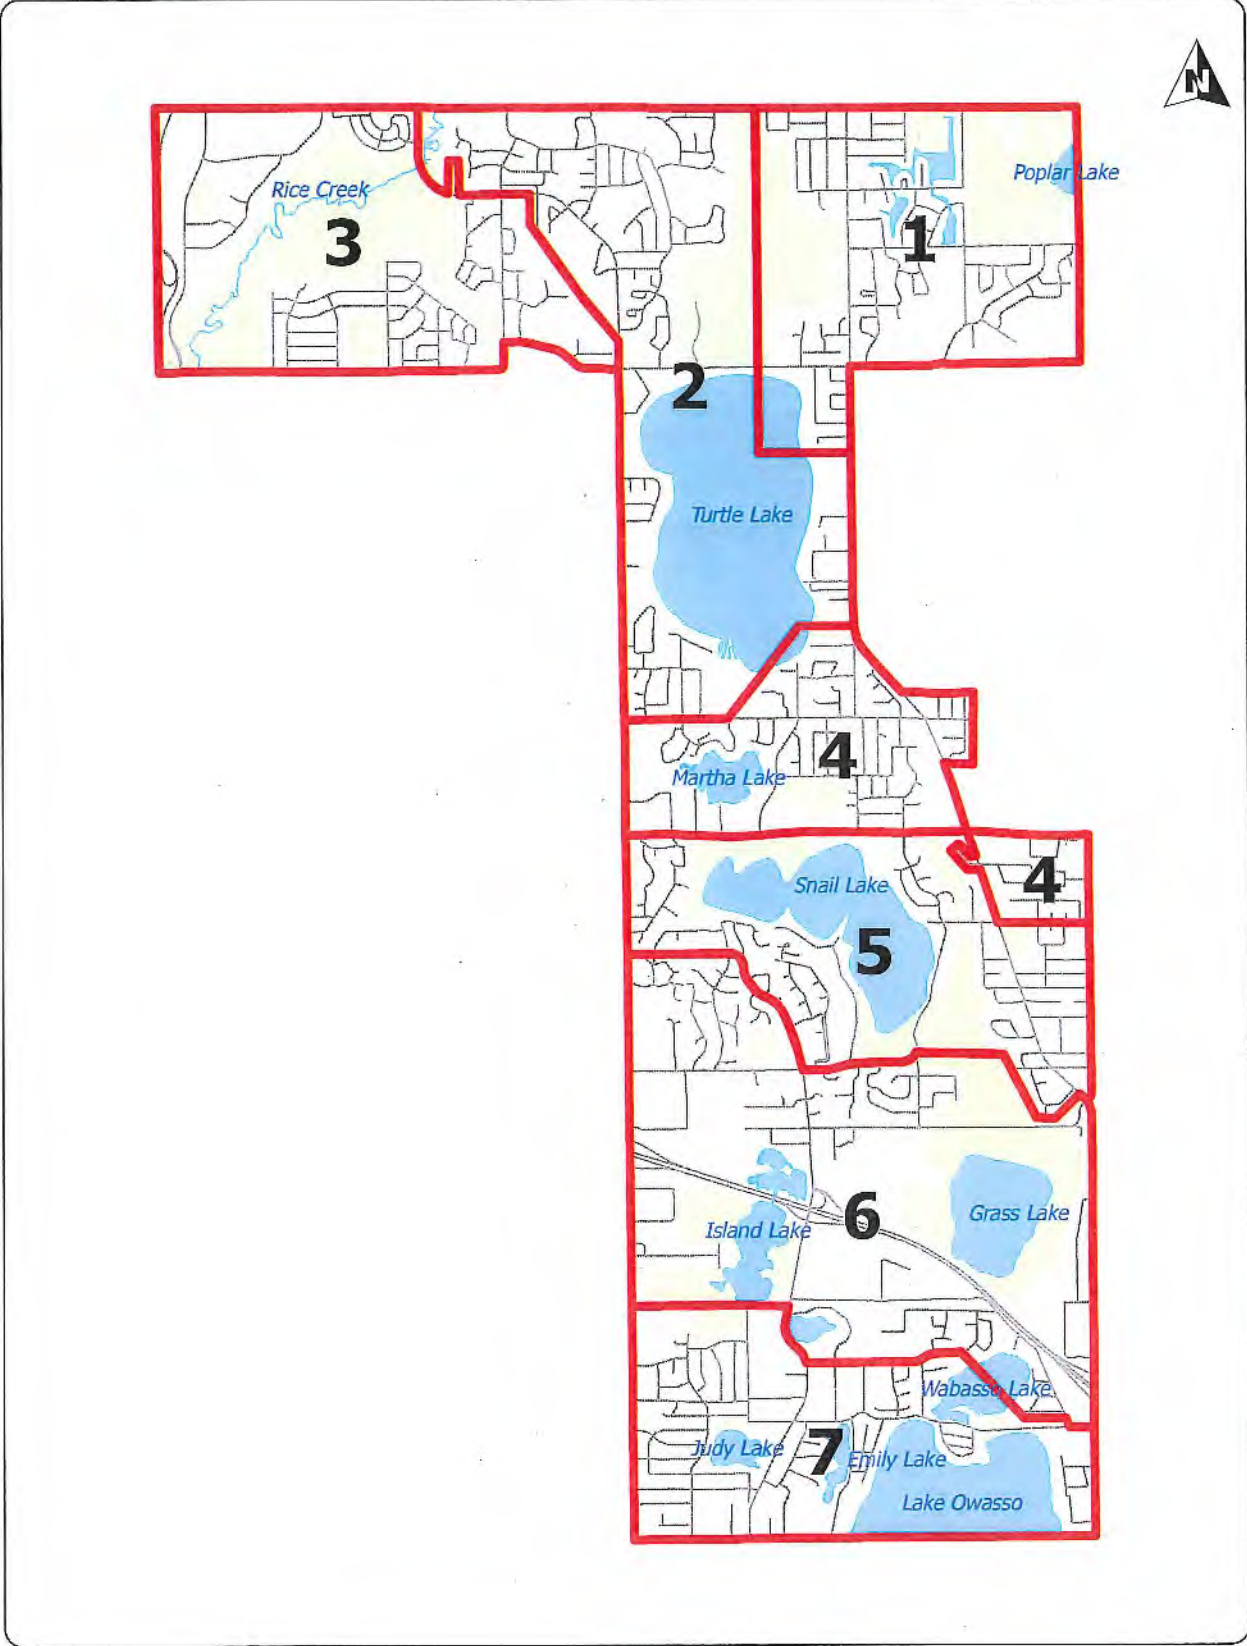 N
Poplar Lake
Rice Creek
3
1
2
Turtle Lake
4
Martha Lake
Snail Lake
4
5
6
Grass Lake
Island Lake
Wabasso Lake
Judy Lake
7
Emily Lake
Lake Owasso